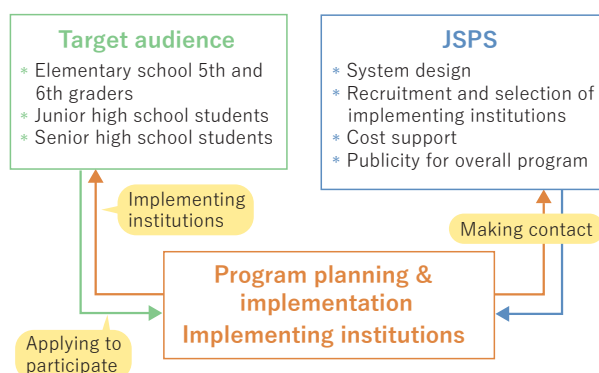 Target audience
* Elementary school 5th and
6th graders
* Junior high school students
* Senior high school students
JSPS
* System design
* Recruitment and selection of
implementing institutions
* Cost support
* Publicity for overall program
Implementing
institutions
Making contact
Program planning &
implementation
Implementing institutions
Applying to
participate